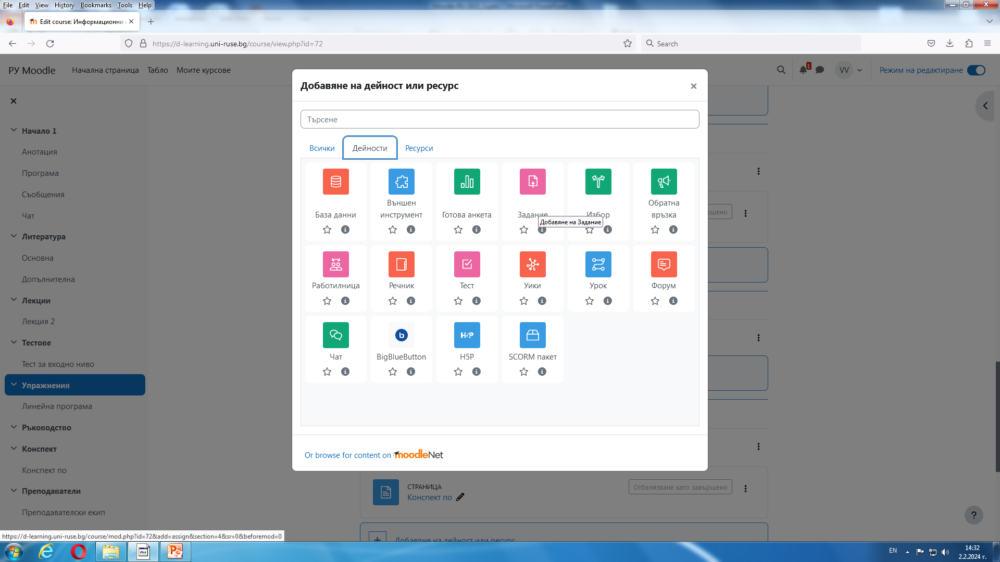 File Edit View History Bookmarks Tools Help
Edit course: Информационни
https://d-learning.uni-ruse.bg/course/view.php?id=72
Search
РУ Moodle Начална страница Табло Моите курсове
1
VV
Режим на редактиране
Начало 1
Анотация
Програма
Съобщения
Чат
Литература
Основна
Допълнителна
Лекции
Лекция 2
Тестове
Тест за входно ниво
Упражнения
Линейна програма
Ръководство
Конспект
Конспект по
Преподаватели
Преподавателски екип
Добавяне на дейност или ресурс
Търсене
Всички Дейности Ресурси
База данни
Външен инструмент
Готова анкета
Задание
Избор
Обратна връзка
Добавяне на Задание
Работилница
Речник
Тест
Уики
Урок
Форум
Чат
BigBlueButton
H5P
H5P
SCORM пакет
Or browse for content on moodleNet
СТРАНИЦА
Конспект по
Отбелязване като завършено
Добавяне на дейност или ресурс
?
https://d-learning.uni-ruse.bg/course/mod.php?id=72&add=assign&section=4&sr=0&beforemod=0
EN
14:32
2.2.2024 г.